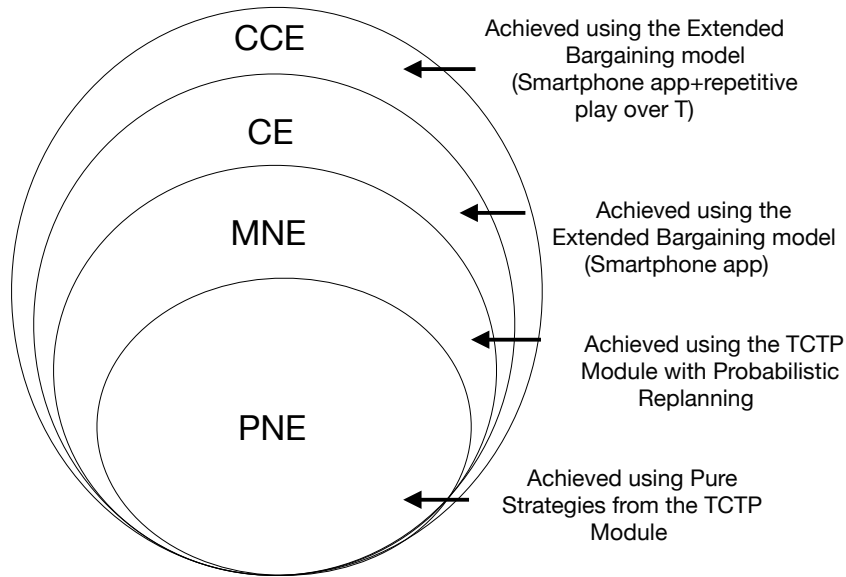 CCE
Achieved using the Extended
Bargaining model
(Smartphone app+repetitive
play over T)
CE
Achieved using the
Extended Bargaining model
(Smartphone app)
MNE
Achieved using the TCTP
Module with Probabilistic
Replanning
PNE
Achieved using Pure
Strategies from the TCTP
Module